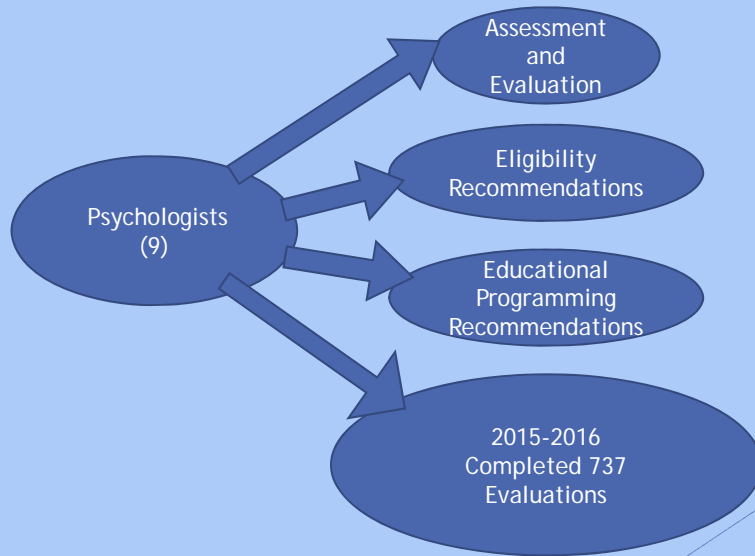 Assessment
and
Evaluation
Eligibility
Recommendations
Psychologists
(9)
Educational
Programming
Recommendations
2015-2016
Completed 737
Evaluations